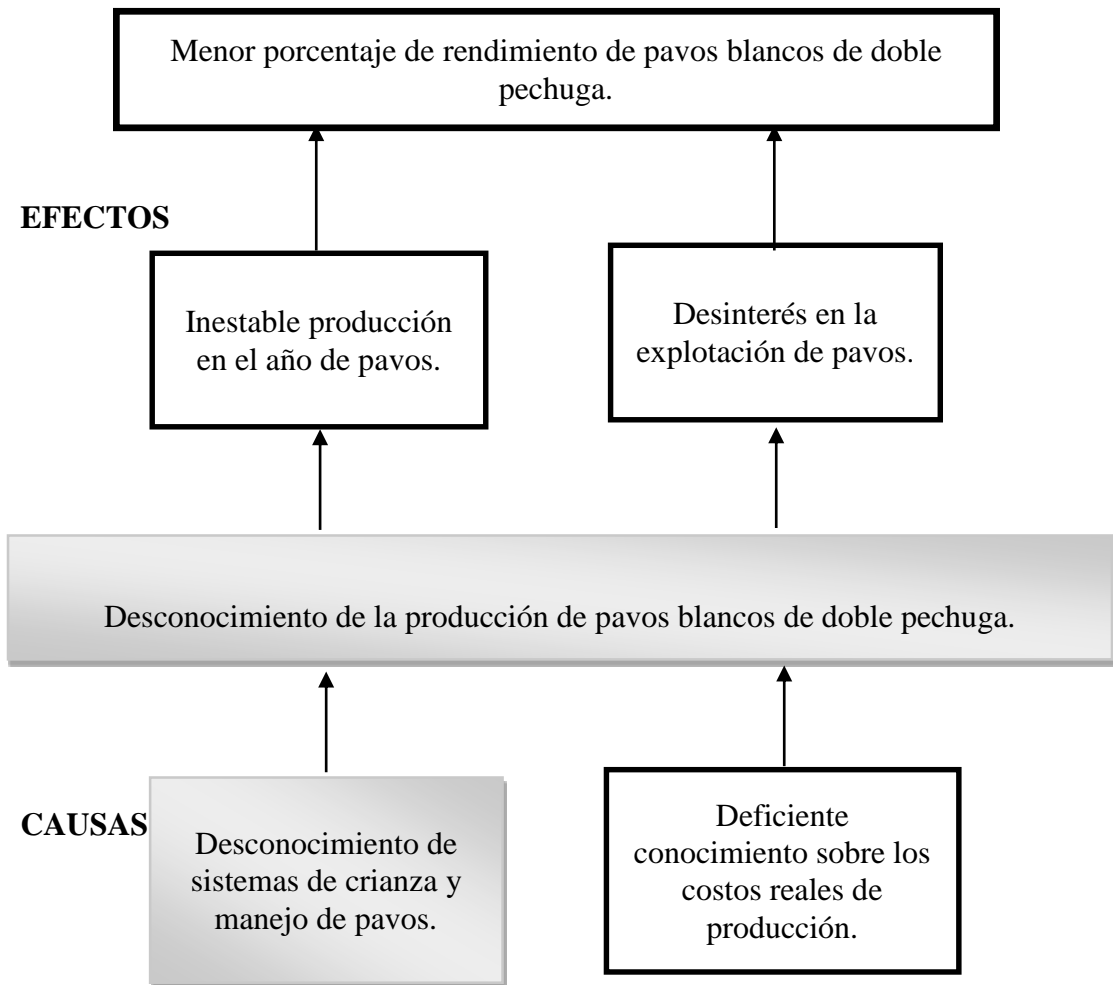 Menor porcentaje de rendimiento de pavos blancos de doble
pechuga.
EFECTOS
Inestable producción
en el año de pavos.
Desinterés en la
explotación de pavos.
Desconocimiento de la producción de pavos blancos de doble pechuga.
CAUSAS
Desconocimiento de
sistemas de crianza y
manejo de pavos.
Deficiente
conocimiento sobre los
costos reales de
producción.